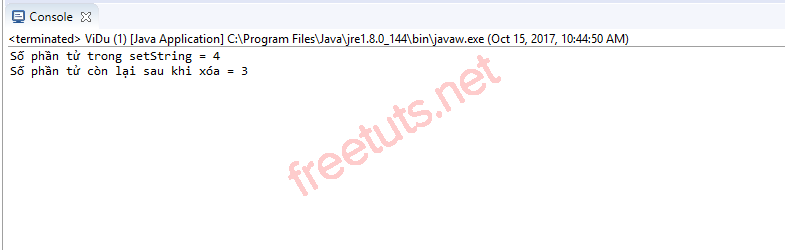 Console
<terminated> ViDu (1) [Java Application] C:\Program Files\Java\jre1.8.0_144\bin\javaw.exe (Oct 15, 2017, 10:44:50 AM)
Số phần tử trong setString = 4
Số phần tử còn lại sau khi xóa = 3
freetuts.net